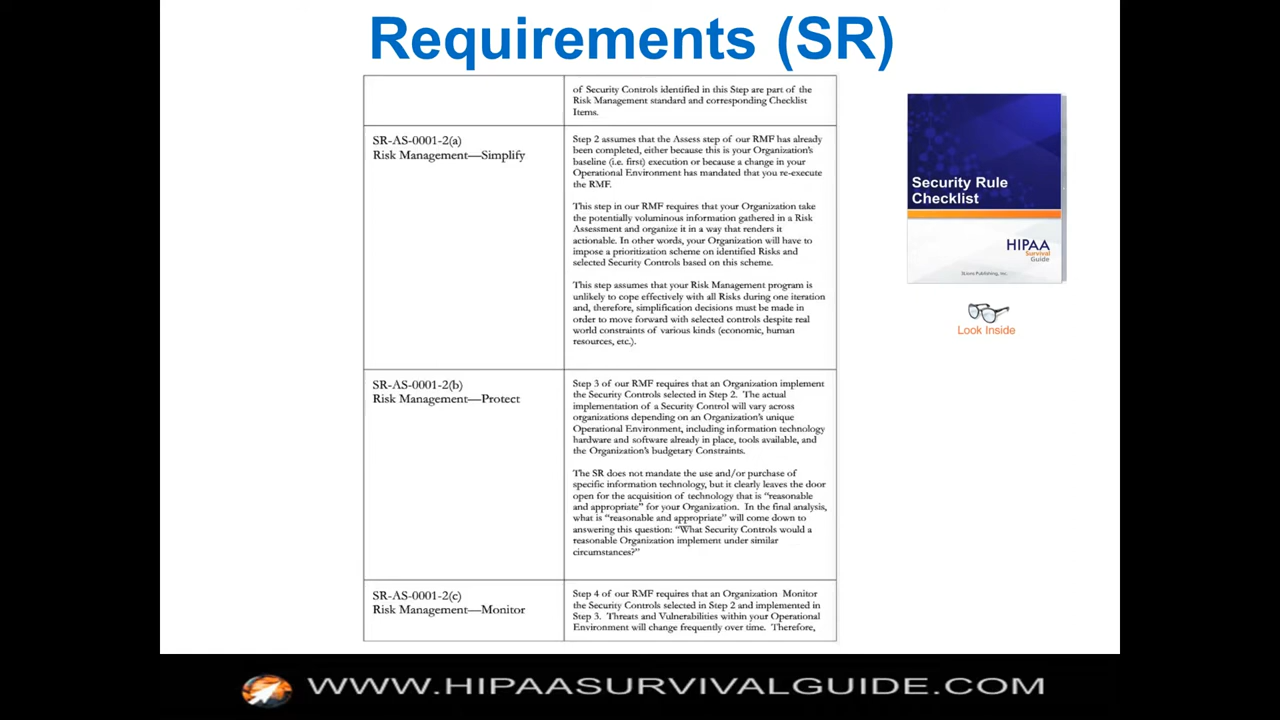 Requirements (SR)
of Security Controls identified in this Step are part of the
Risk Management standard and corresponding Checklist
Items.
SR-AS-0001-2(a)
Risk Management—Simplify
Step 2 assumes that the Assess step of our RMF has already
been completed, either because this is your Organization's
baseline (i.e. first) execution or because a change in your
Operational Environment has mandated that you re-execute
the RMF.
This step in our RMF requires that your Organization take
the potentially voluminous information gathered in a Risk
Assessment and organize it in a way that renders it
actionable. In other words, your Organization will have to
impose a prioritization scheme on identified Risks and
selected Security Controls based on this scheme.
This step assumes that your Risk Management program is
unlikely to cope effectively with all Risks during one iteration
and, therefore, simplification decisions must be made in
order to move forward with selected controls despite real
world constraints of various kinds (economic, human
resources, etc.).
SR-AS-0001-2(b)
Risk Management—Protect
Step 3 of our RMF requires that an Organization implement
the Security Controls selected in Step 2. The actual
implementation of a Security Control will vary across
organizations depending on an Organization's unique
Operational Environment, including information technology
hardware and software already in place, tools available, and
the Organization's budgetary Constraints.
The SR does not mandate the use and/or purchase of
specific information technology, but it clearly leaves the door
open for the acquisition of technology that is "reasonable
and appropriate" for your Organization. In the final analysis,
what is "reasonable and appropriate" will come down to
answering this question: "What Security Controls would a
reasonable Organization implement under similar
circumstances?"
SR-AS-0001-2(c)
Risk Management—Monitor
Step 4 of our RMF requires that an Organization Monitor
the Security Controls selected in Step 2 and implemented in
Step 3. Threats and Vulnerabilities within your Operational
Environment will change frequently over time. Therefore,
Security Rule
Checklist
HIPAA
Survival
Guide
3Lions Publishing, Inc.
Look Inside
WWW.HIPAASURVIVALGUIDE.COM